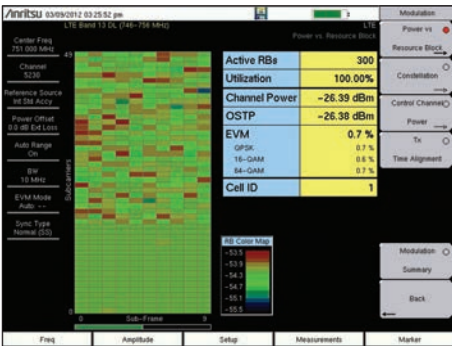 Anritsu 03/09/2012 03:25:52 pm
LTE Band 13 DL (746-756 MHz)
LTE
Power vs. Resource Block
Center Freq
751.000 MHz
Channel
5230
Reference Source
Int Std Accy
Power Offset
0.0 dB Ext Loss
Auto Range
On
BW
10 MHz
EVM Mode
Auto --
Sync Type
Normal (SS)
49
Subcarriers
0
0 Sub-Frame 9
Active RBs 300
Utilization 100.00%
Channel Power -26.39 dBm
OSTP -26.38 dBm
EVM 0.7 %
QPSK 0.7 %
16-QAM 0.6 %
64-QAM 0.7 %
Cell ID 1
RB Color Map
-53.5
-53.9
-54.3
-54.7
-55.1
-55.5
Modulation
Power vs
Resource Block
Constellation
Control Channel
Power
Tx
Time Alignment
Modulation
Summary
Back
Freq Amplitude Setup Measurements Marker